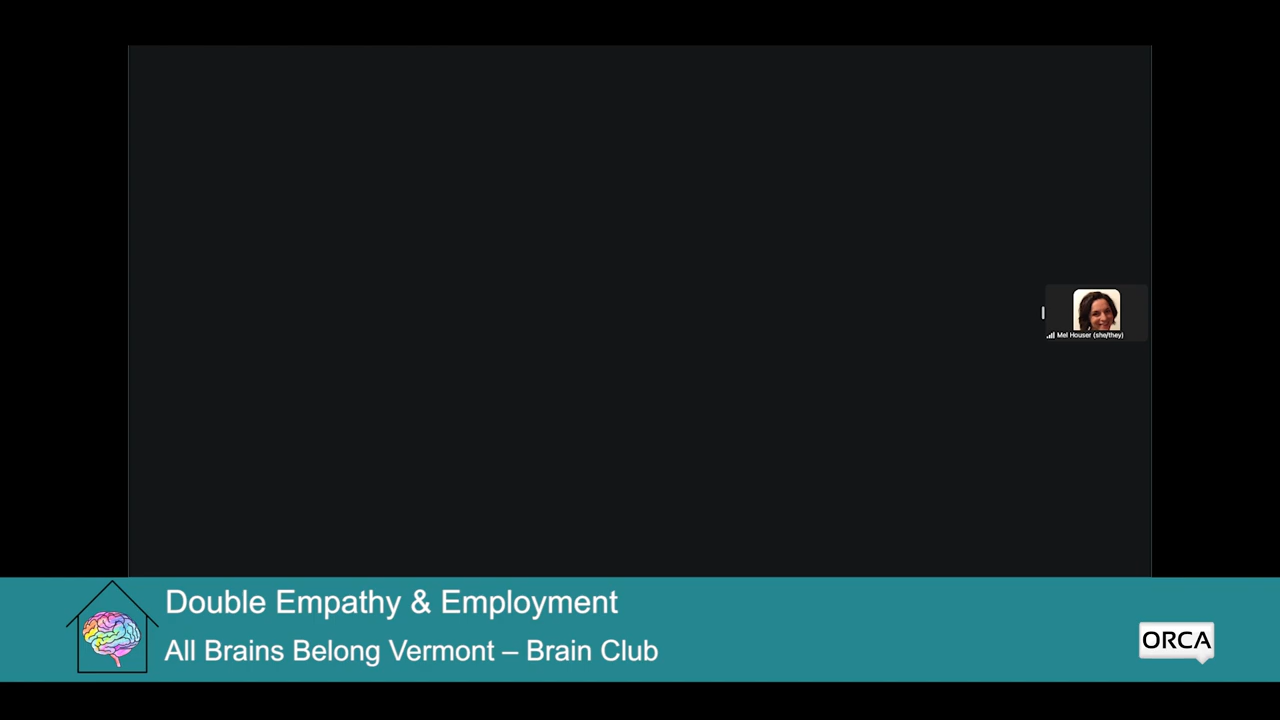 Mel Houser (she/they)
Double Empathy & Employment
All Brains Belong Vermont – Brain Club
ORCA